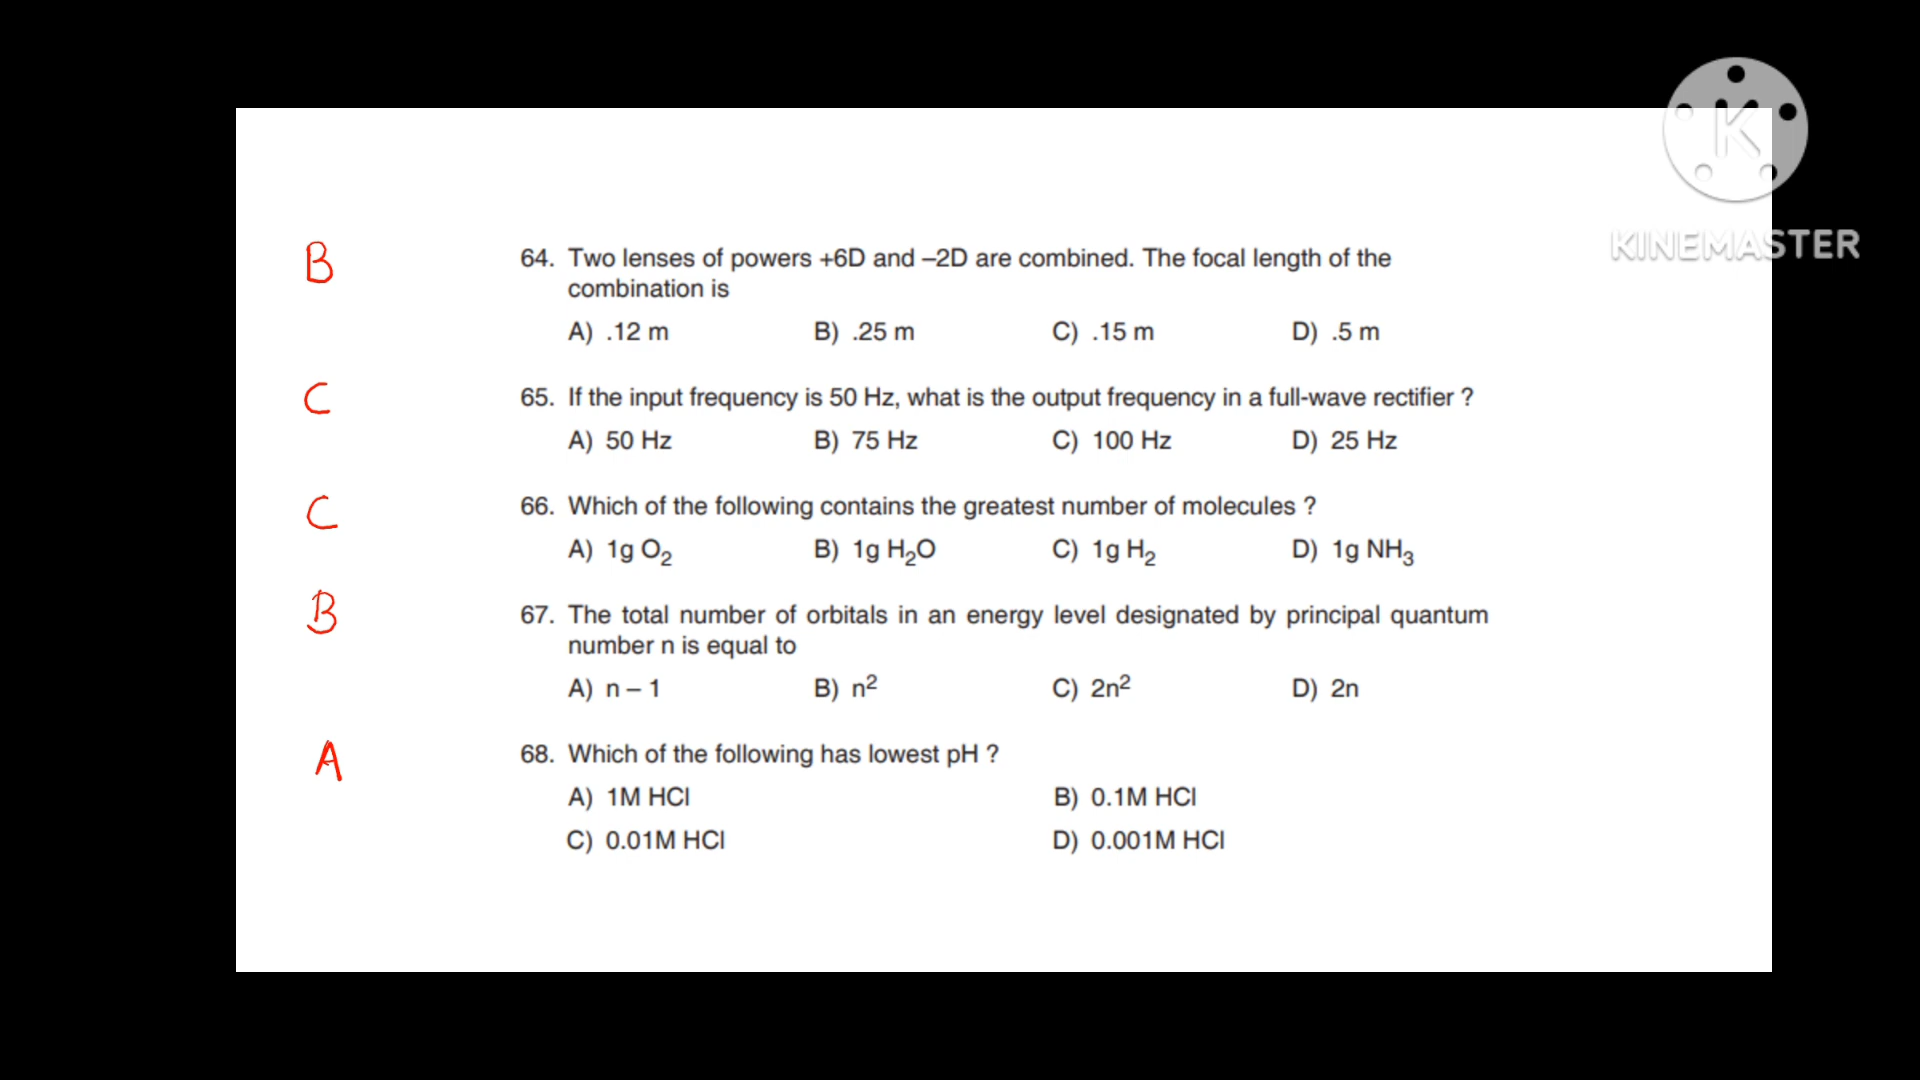 K
KINEMASTER
B 64. Two lenses of powers +6D and –2D are combined. The focal length of the
combination is
A) .12 m B) .25 m C) .15 m D) .5 m
C 65. If the input frequency is 50 Hz, what is the output frequency in a full-wave rectifier ?
A) 50 Hz B) 75 Hz C) 100 Hz D) 25 Hz
C 66. Which of the following contains the greatest number of molecules ?
A) 1g O₂ B) 1g H₂O C) 1g H₂ D) 1g NH₃
B 67. The total number of orbitals in an energy level designated by principal quantum
number n is equal to
A) n – 1 B) n² C) 2n² D) 2n
A 68. Which of the following has lowest pH ?
A) 1M HCl B) 0.1M HCl
C) 0.01M HCl D) 0.001M HCl